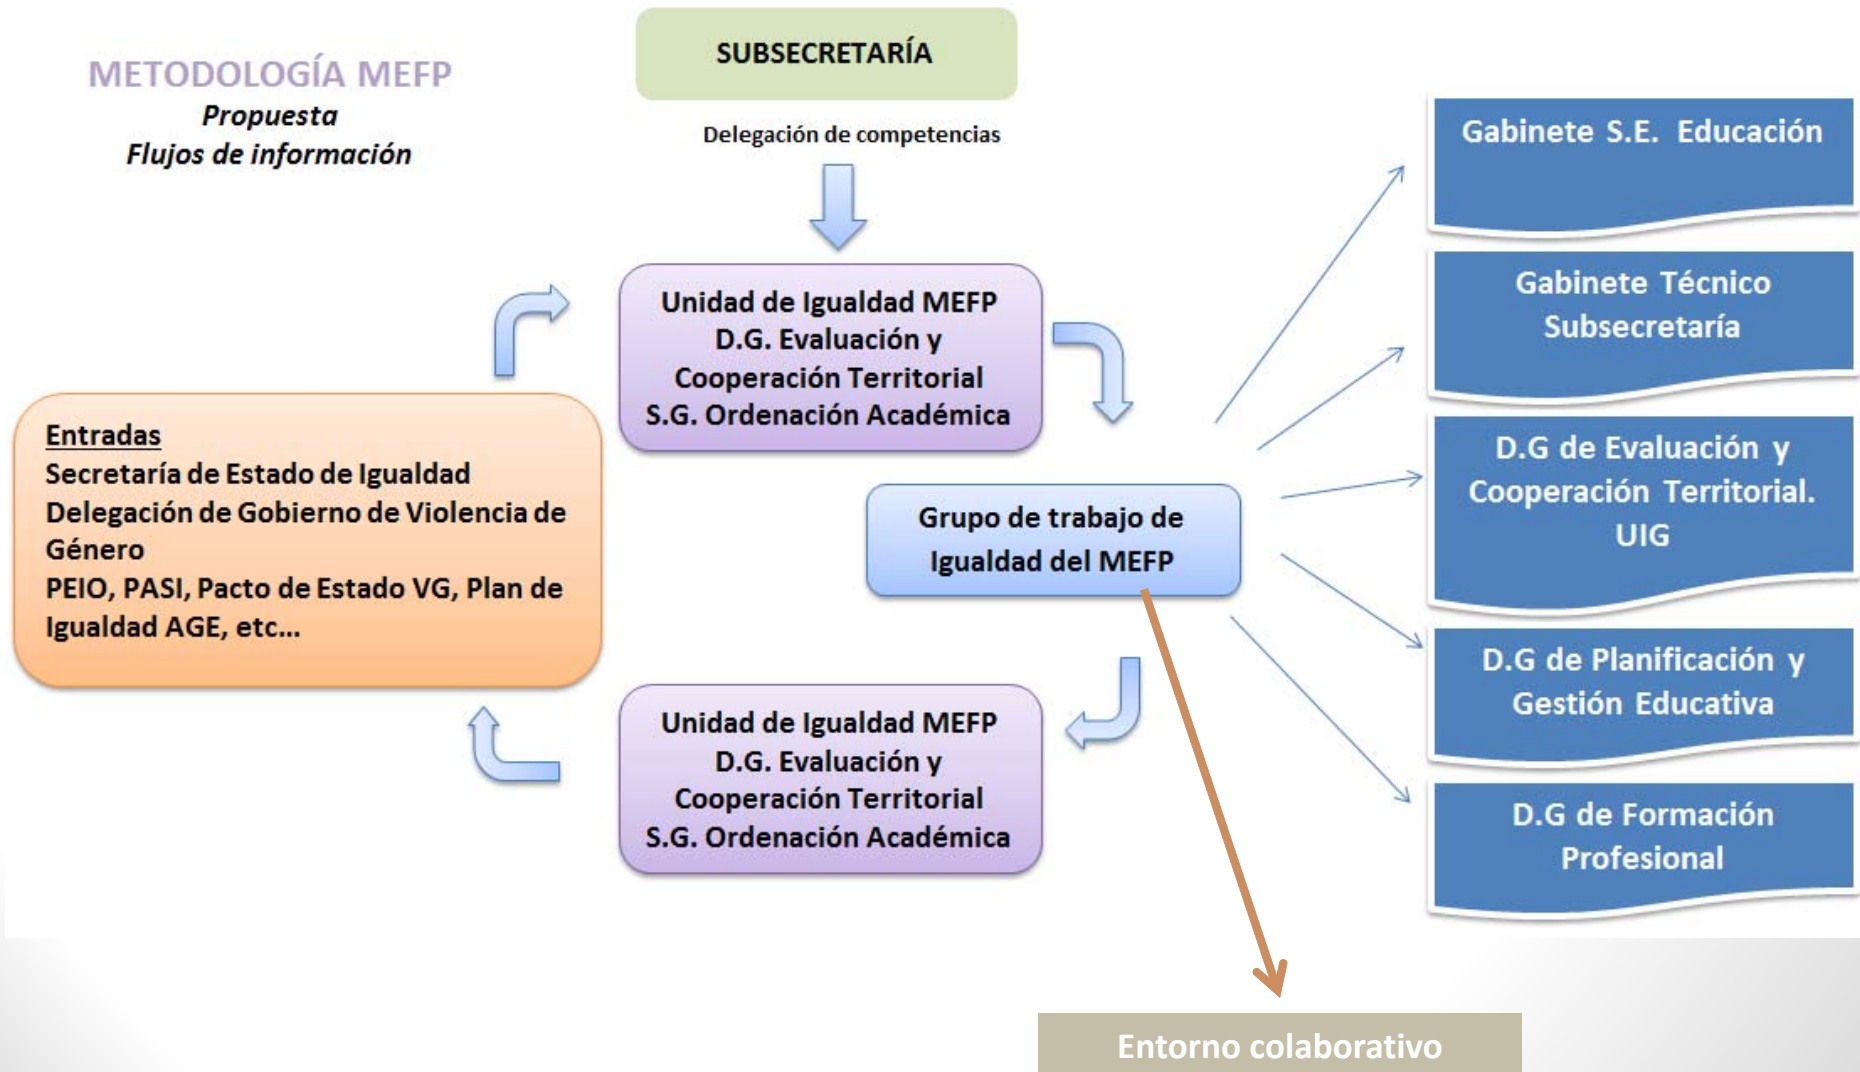 METODOLOGÍA MEFP
Propuesta
Flujos de información
SUBSECRETARÍA
Delegación de competencias
Unidad de Igualdad MEFP
D.G. Evaluación y
Cooperación Territorial
S.G. Ordenación Académica
Entradas
Secretaría de Estado de Igualdad
Delegación de Gobierno de Violencia de
Género
PEIO, PASI, Pacto de Estado VG, Plan de
Igualdad AGE, etc...
Grupo de trabajo de
Igualdad del MEFP
Unidad de Igualdad MEFP
D.G. Evaluación y
Cooperación Territorial
S.G. Ordenación Académica
Gabinete S.E. Educación
Gabinete Técnico
Subsecretaría
D.G de Evaluación y
Cooperación Territorial.
UIG
D.G de Planificación y
Gestión Educativa
D.G de Formación
Profesional
Entorno colaborativo